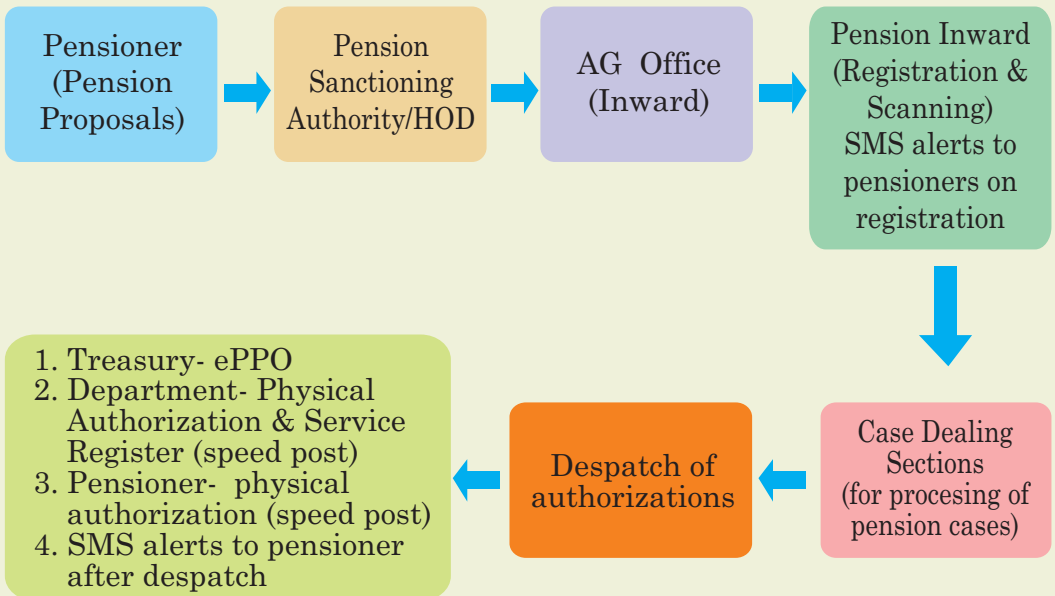 Pensioner
(Pension
Proposals)
Pension
Sanctioning
Authority/HOD
AG Office
(Inward)
Pension Inward
(Registration &
Scanning)
SMS alerts to
pensioners on
registration
Case Dealing
Sections
(for procesing of
pension cases)
Despatch of
authorizations
1. Treasury- ePPO
2. Department- Physical
Authorization & Service
Register (speed post)
3. Pensioner- physical
authorization (speed post)
4. SMS alerts to pensioner
after despatch